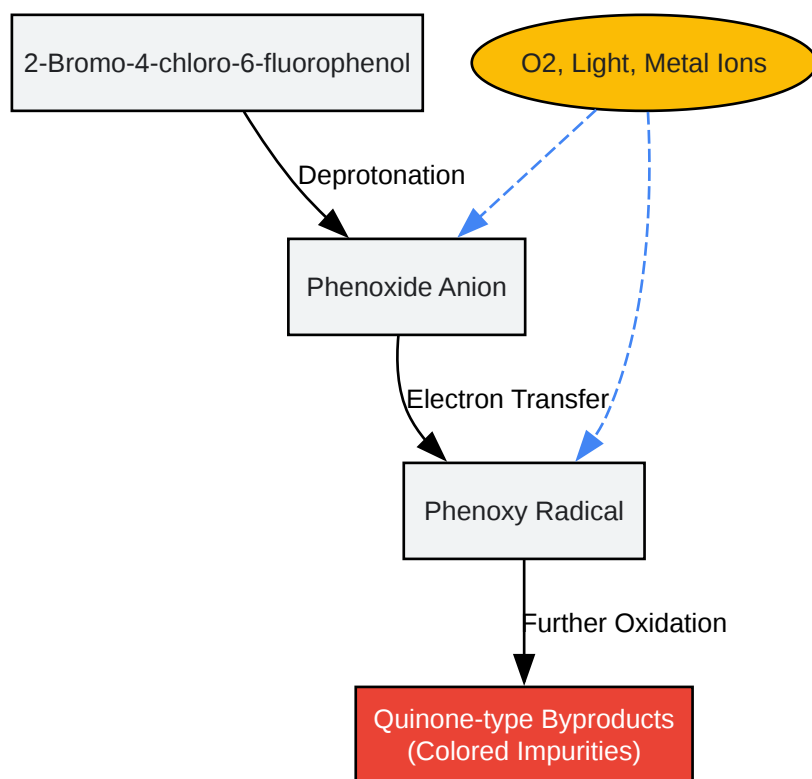 2-Bromo-4-chloro-6-fluorophenol
O2, Light, Metal Ions
Deprotonation
Phenoxide Anion
Electron Transfer
Phenoxy Radical
Further Oxidation
Quinone-type Byproducts
(Colored Impurities)